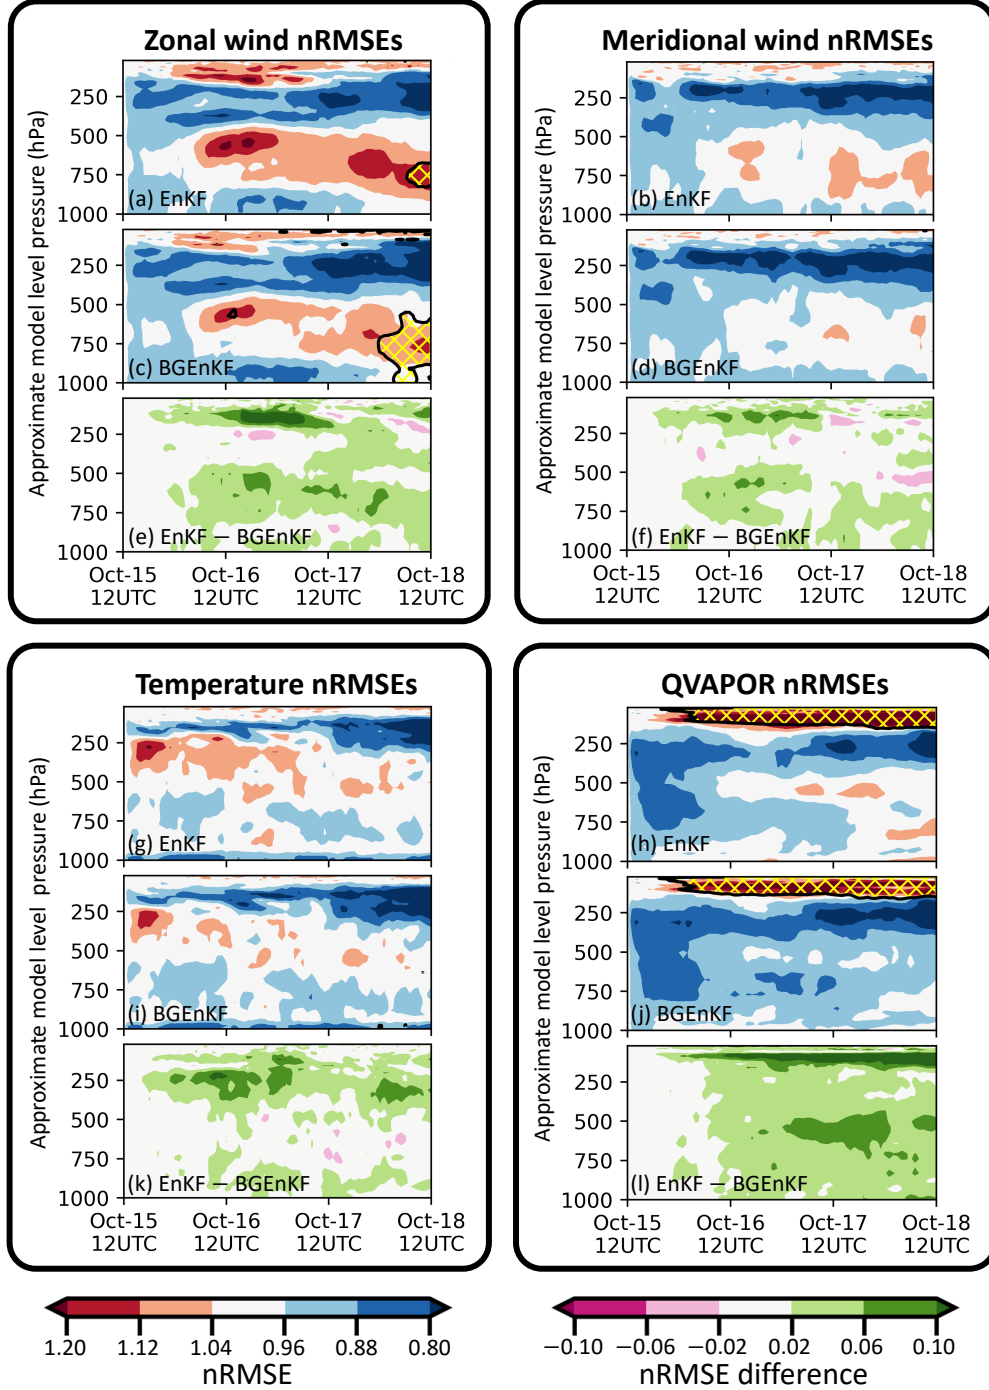 Zonal wind nRMSEs
Approximate model level pressure (hPa)
250
500
750
1000
(a) EnKF
250
500
750
1000
(c) BGEnKF
250
500
750
1000
(e) EnKF — BGEnKF
Oct-15 Oct-16 Oct-17 Oct-18
12UTC 12UTC 12UTC 12UTC
Meridional wind nRMSEs
Approximate model level pressure (hPa)
250
500
750
1000
(b) EnKF
250
500
750
1000
(d) BGEnKF
250
500
750
1000
(f) EnKF — BGEnKF
Oct-15 Oct-16 Oct-17 Oct-18
12UTC 12UTC 12UTC 12UTC
Temperature nRMSEs
Approximate model level pressure (hPa)
250
500
750
1000
(g) EnKF
250
500
750
1000
(i) BGEnKF
250
500
750
1000
(k) EnKF — BGEnKF
Oct-15 Oct-16 Oct-17 Oct-18
12UTC 12UTC 12UTC 12UTC
QVAPOR nRMSEs
Approximate model level pressure (hPa)
250
500
750
1000
(h) EnKF
250
500
750
1000
(j) BGEnKF
250
500
750
1000
(l) EnKF — BGEnKF
Oct-15 Oct-16 Oct-17 Oct-18
12UTC 12UTC 12UTC 12UTC
1.20 1.12 1.04 0.96 0.88 0.80
nRMSE
−0.10 −0.06 −0.02 0.02 0.06 0.10
nRMSE difference